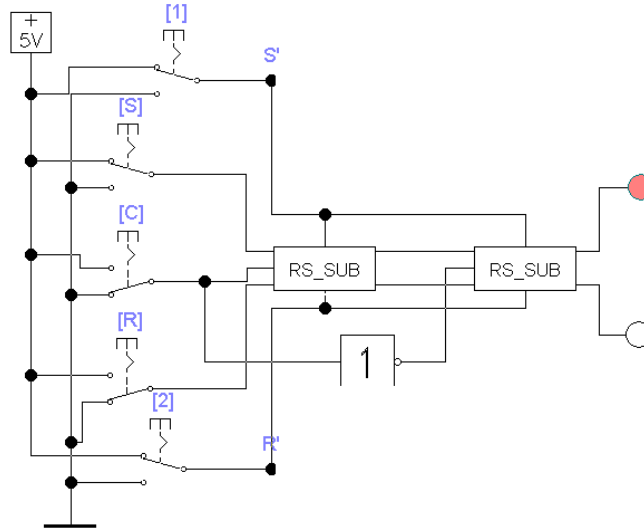 [1]
+
5V
S'
[S]
[C]
RS_SUB
RS_SUB
[R]
1
[2]
R'